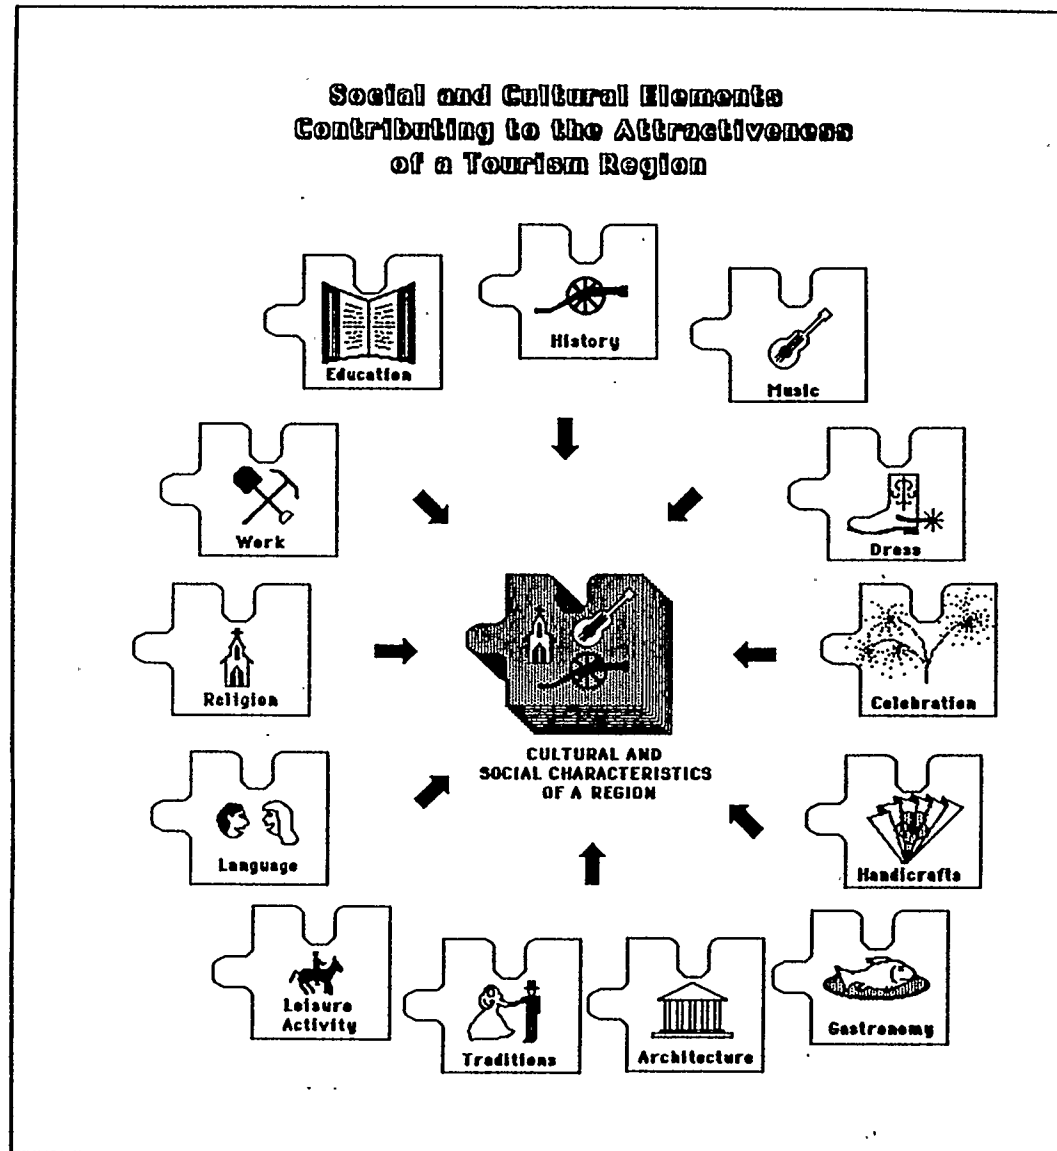 Social and Cultural Elements
Contributing to the Attractiveness
of a Tourism Region
History
Education
Music
Work
Dress
Religion
Celebration
CULTURAL AND
SOCIAL CHARACTERISTICS
OF A REGION
Language
Handicrafts
Leisure
Activity
Gastronomy
Traditions
Architecture